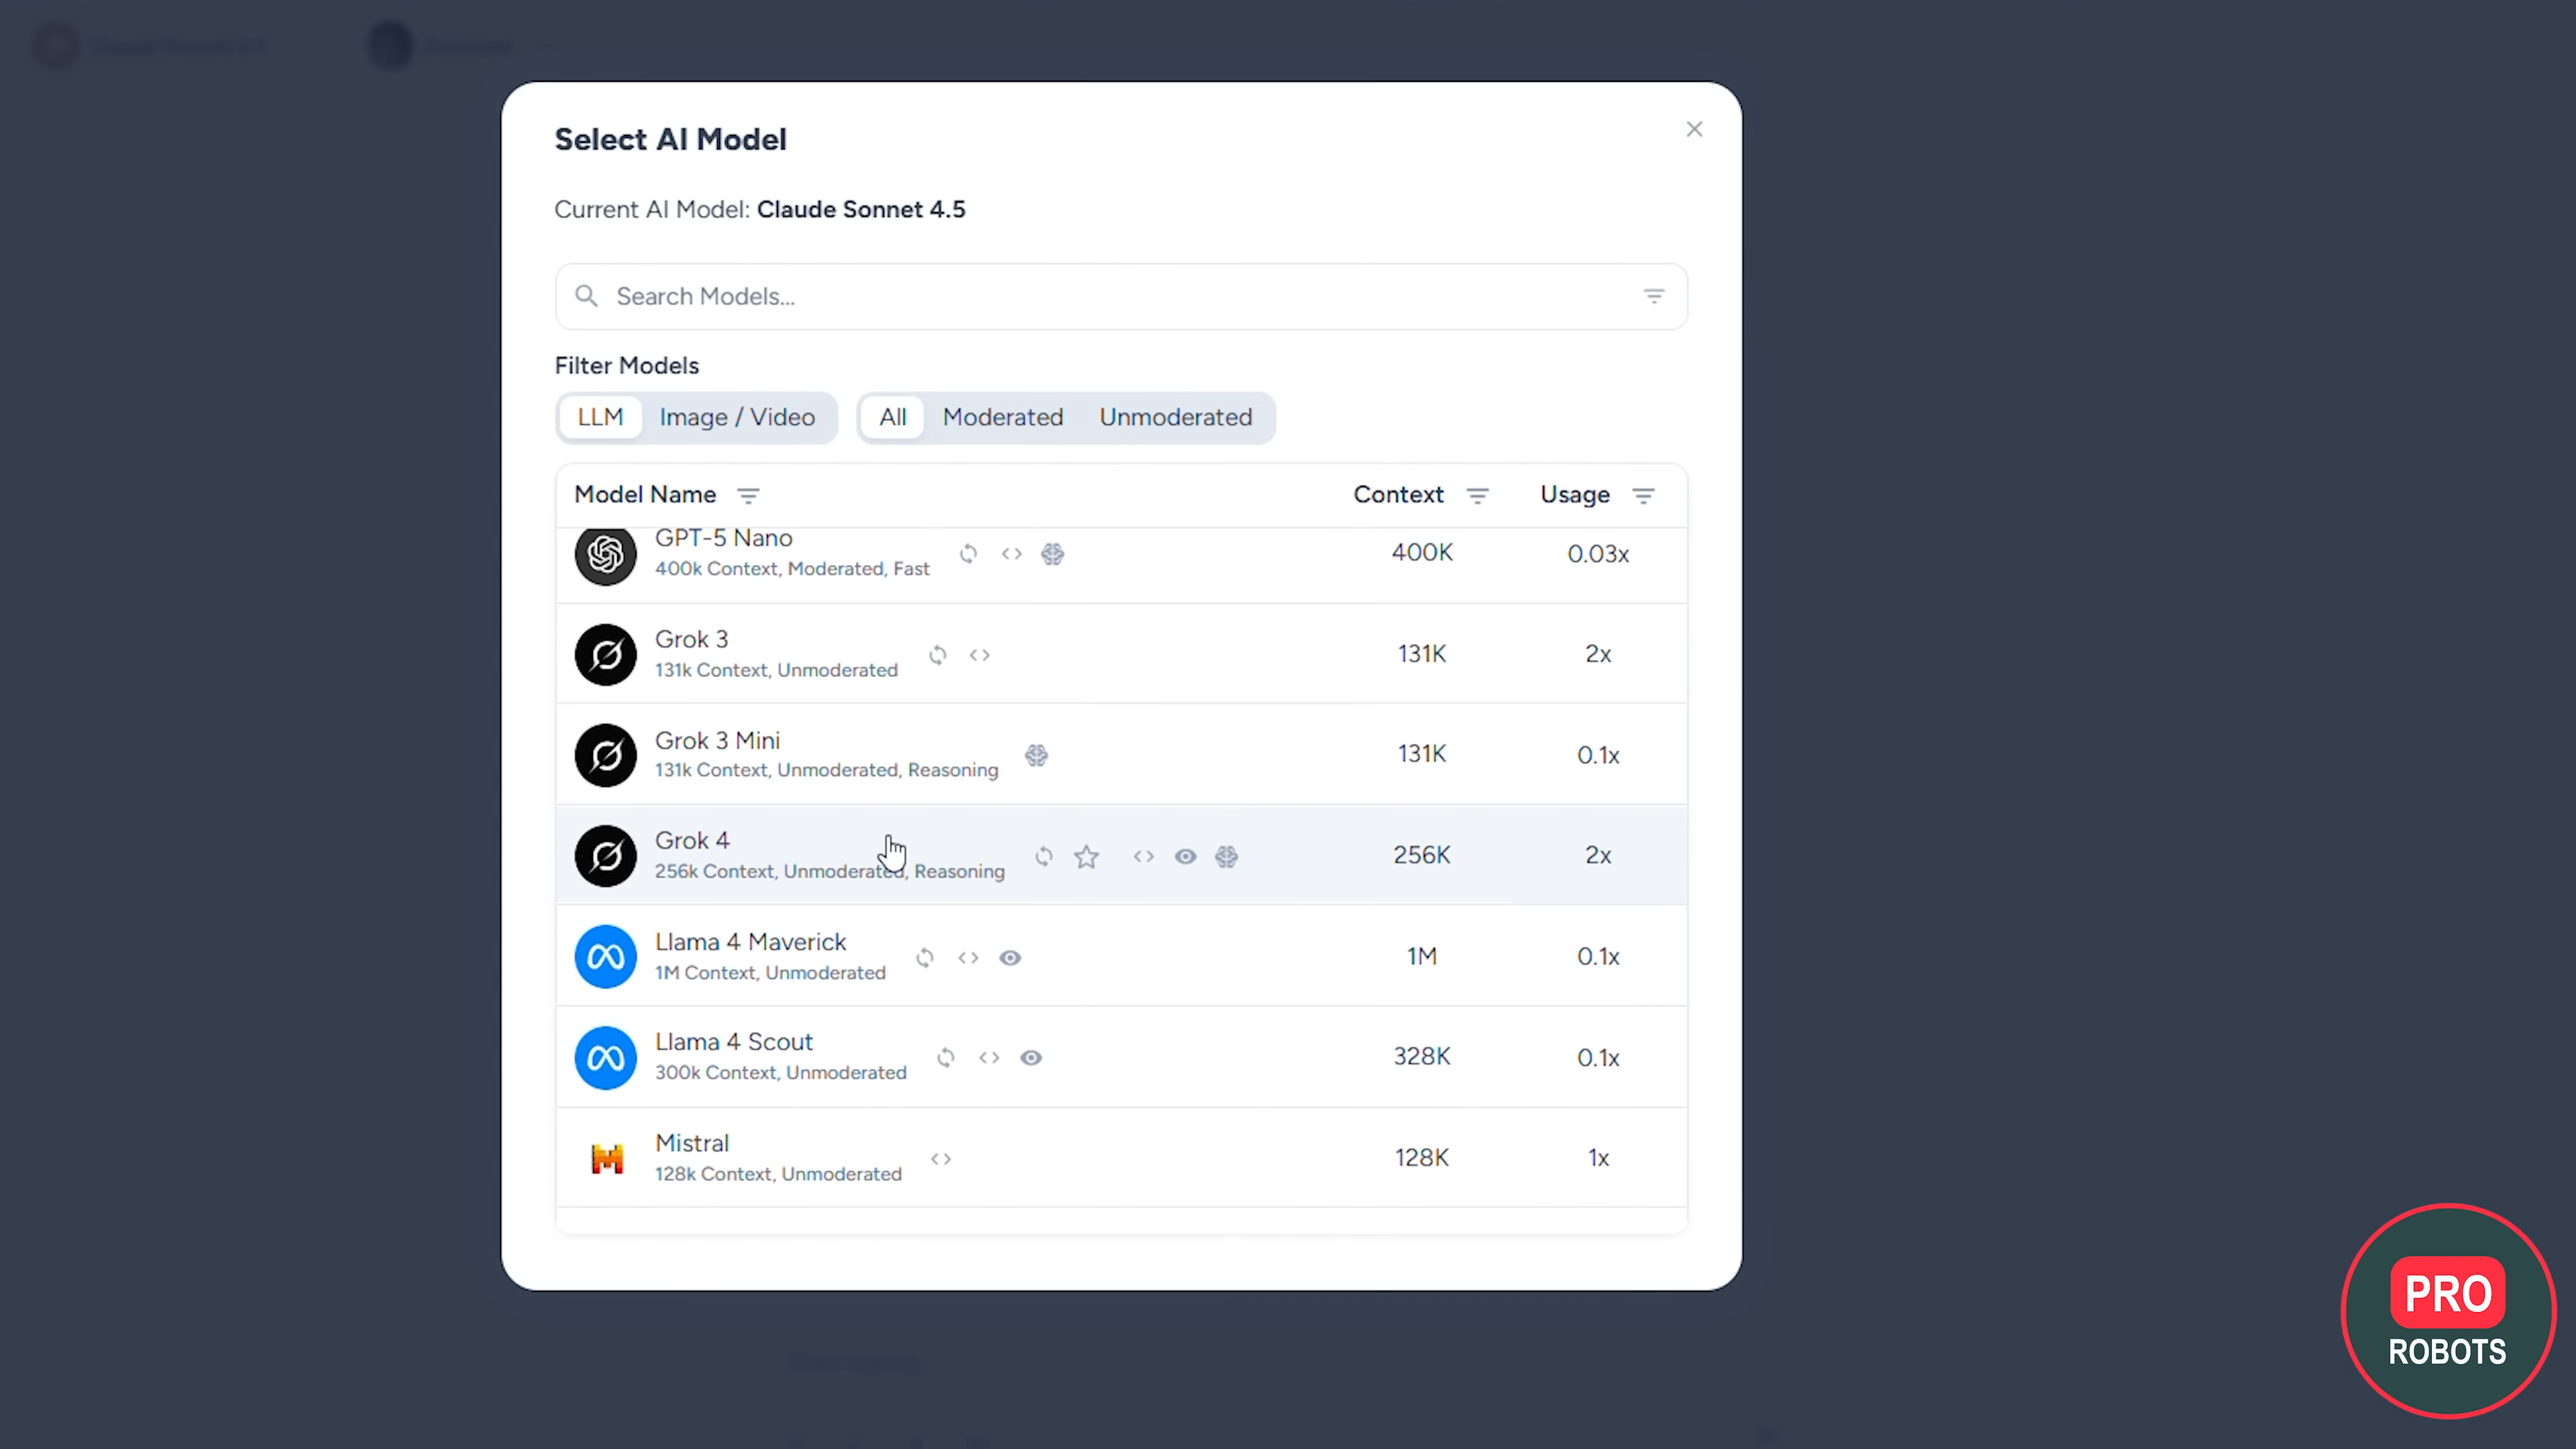 Select AI Model
Current AI Model: Claude Sonnet 4.5
Search Models...
Filter Models
LLM Image / Video All Moderated Unmoderated
Model Name Context Usage
GPT-5 Nano
400k Context, Moderated, Fast
400K 0.03x
Grok 3
131k Context, Unmoderated
131K 2x
Grok 3 Mini
131k Context, Unmoderated, Reasoning
131K 0.1x
Grok 4
256k Context, Unmoderated, Reasoning
256K 2x
Llama 4 Maverick
1M Context, Unmoderated
1M 0.1x
Llama 4 Scout
300k Context, Unmoderated
328K 0.1x
Mistral
128k Context, Unmoderated
128K 1x
PRO
ROBOTS